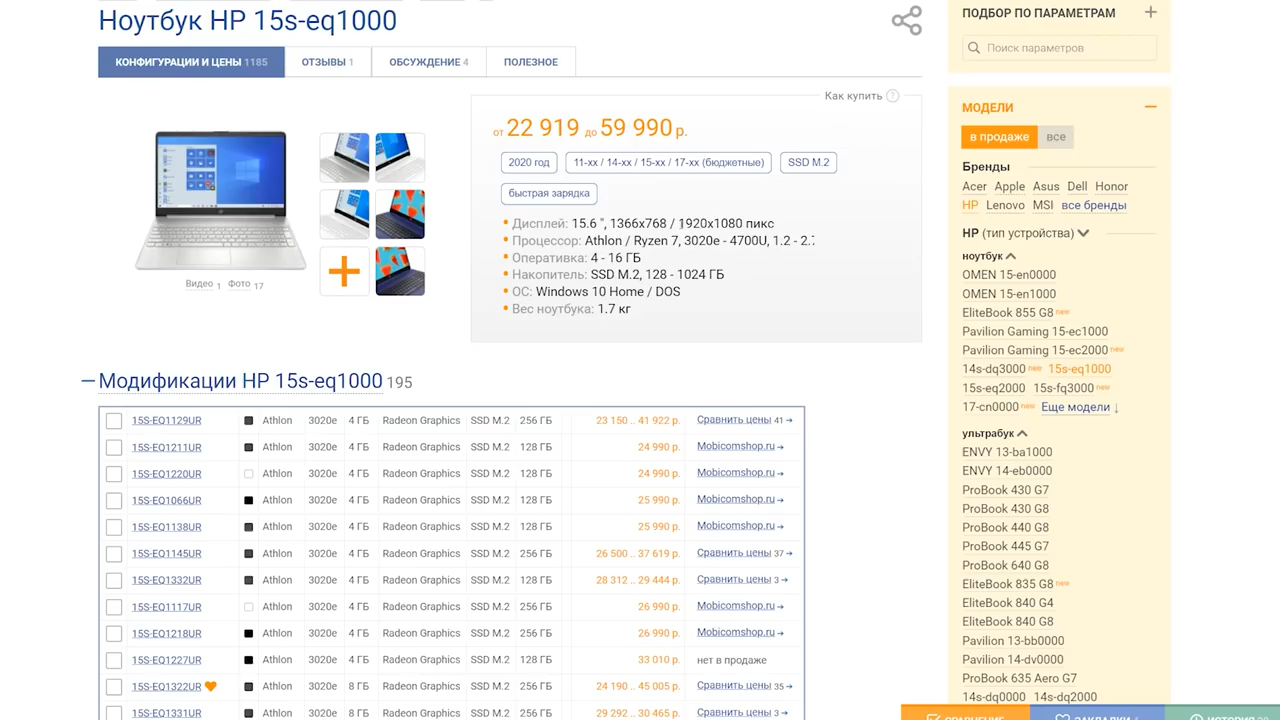 Ноутбук HP 15s-eq1000
КОНФИГУРАЦИИ И ЦЕНЫ 1185
ОТЗЫВЫ 1
ОБСУЖДЕНИЕ 4
ПОЛЕЗНОЕ
Как купить ?
от 22 919 до 59 990 р.
2020 год
11-xx / 14-xx / 15-xx / 17-xx (бюджетные)
SSD M.2
быстрая зарядка
Дисплей: 15.6 ", 1366x768 / 1920x1080 пикс
Процессор: Athlon / Ryzen 7, 3020e - 4700U, 1.2 - 2.
Оперативка: 4 - 16 ГБ
Накопитель: SSD M.2, 128 - 1024 ГБ
ОС: Windows 10 Home / DOS
Вес ноутбука: 1.7 кг
Видео 1 Фото 17
Модификации HP 15s-eq1000 195
15S-EQ1129UR Athlon 3020e 4 ГБ Radeon Graphics SSD M.2 256 ГБ 23 150 .. 41 922 р. Сравнить цены 41 →
15S-EQ1211UR Athlon 3020e 4 ГБ Radeon Graphics SSD M.2 128 ГБ 24 990 р. Mobicomshop.ru →
15S-EQ1220UR Athlon 3020e 4 ГБ Radeon Graphics SSD M.2 128 ГБ 24 990 р. Mobicomshop.ru →
15S-EQ1066UR Athlon 3020e 4 ГБ Radeon Graphics SSD M.2 128 ГБ 25 990 р. Mobicomshop.ru →
15S-EQ1138UR Athlon 3020e 4 ГБ Radeon Graphics SSD M.2 128 ГБ 25 990 р. Mobicomshop.ru →
15S-EQ1145UR Athlon 3020e 4 ГБ Radeon Graphics SSD M.2 256 ГБ 26 500 .. 37 619 р. Сравнить цены 37 →
15S-EQ1332UR Athlon 3020e 4 ГБ Radeon Graphics SSD M.2 128 ГБ 28 312 .. 29 444 р. Сравнить цены 3 →
15S-EQ1117UR Athlon 3020e 4 ГБ Radeon Graphics SSD M.2 256 ГБ 26 990 р. Mobicomshop.ru →
15S-EQ1218UR Athlon 3020e 4 ГБ Radeon Graphics SSD M.2 256 ГБ 26 990 р. Mobicomshop.ru →
15S-EQ1227UR Athlon 3020e 4 ГБ Radeon Graphics SSD M.2 128 ГБ 33 010 р. нет в продаже
15S-EQ1322UR Athlon 3020e 8 ГБ Radeon Graphics SSD M.2 256 ГБ 24 190 .. 45 005 р. Сравнить цены 35 →
15S-EQ1331UR Athlon 3020e 8 ГБ Radeon Graphics SSD M.2 256 ГБ 29 292 .. 30 465 р. Сравнить цены 3 →
ПОДБОР ПО ПАРАМЕТРАМ
Поиск параметров
МОДЕЛИ
в продаже все
Бренды
Acer Apple Asus Dell Honor
HP Lenovo MSI все бренды
HP (тип устройства)
ноутбук
OMEN 15-en0000
OMEN 15-en1000
EliteBook 855 G8 new
Pavilion Gaming 15-ec1000
Pavilion Gaming 15-ec2000 new
14s-dq3000 new 15s-eq1000
15s-eq2000 15s-fq3000 new
17-cn0000 new Еще модели ↓
ультрабук
ENVY 13-ba1000
ENVY 14-eb0000
ProBook 430 G7
ProBook 430 G8
ProBook 440 G8
ProBook 445 G7
ProBook 640 G8
EliteBook 835 G8 new
EliteBook 840 G4
EliteBook 840 G8
Pavilion 13-bb0000
Pavilion 14-dv0000
ProBook 635 Aero G7
14s-dq0000 14s-dq2000
СРАВНЕНИЕ
ЗАКЛАДКИ
ИСТОРИЯ